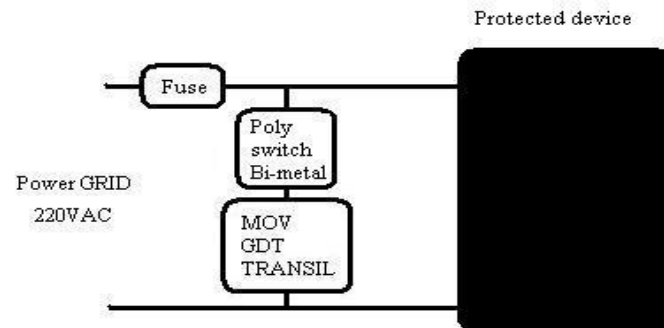 Protected device
Fuse
Poly
switch
Bi-metal
Power GRID
220VAC
MOV
GDT
TRANSIL